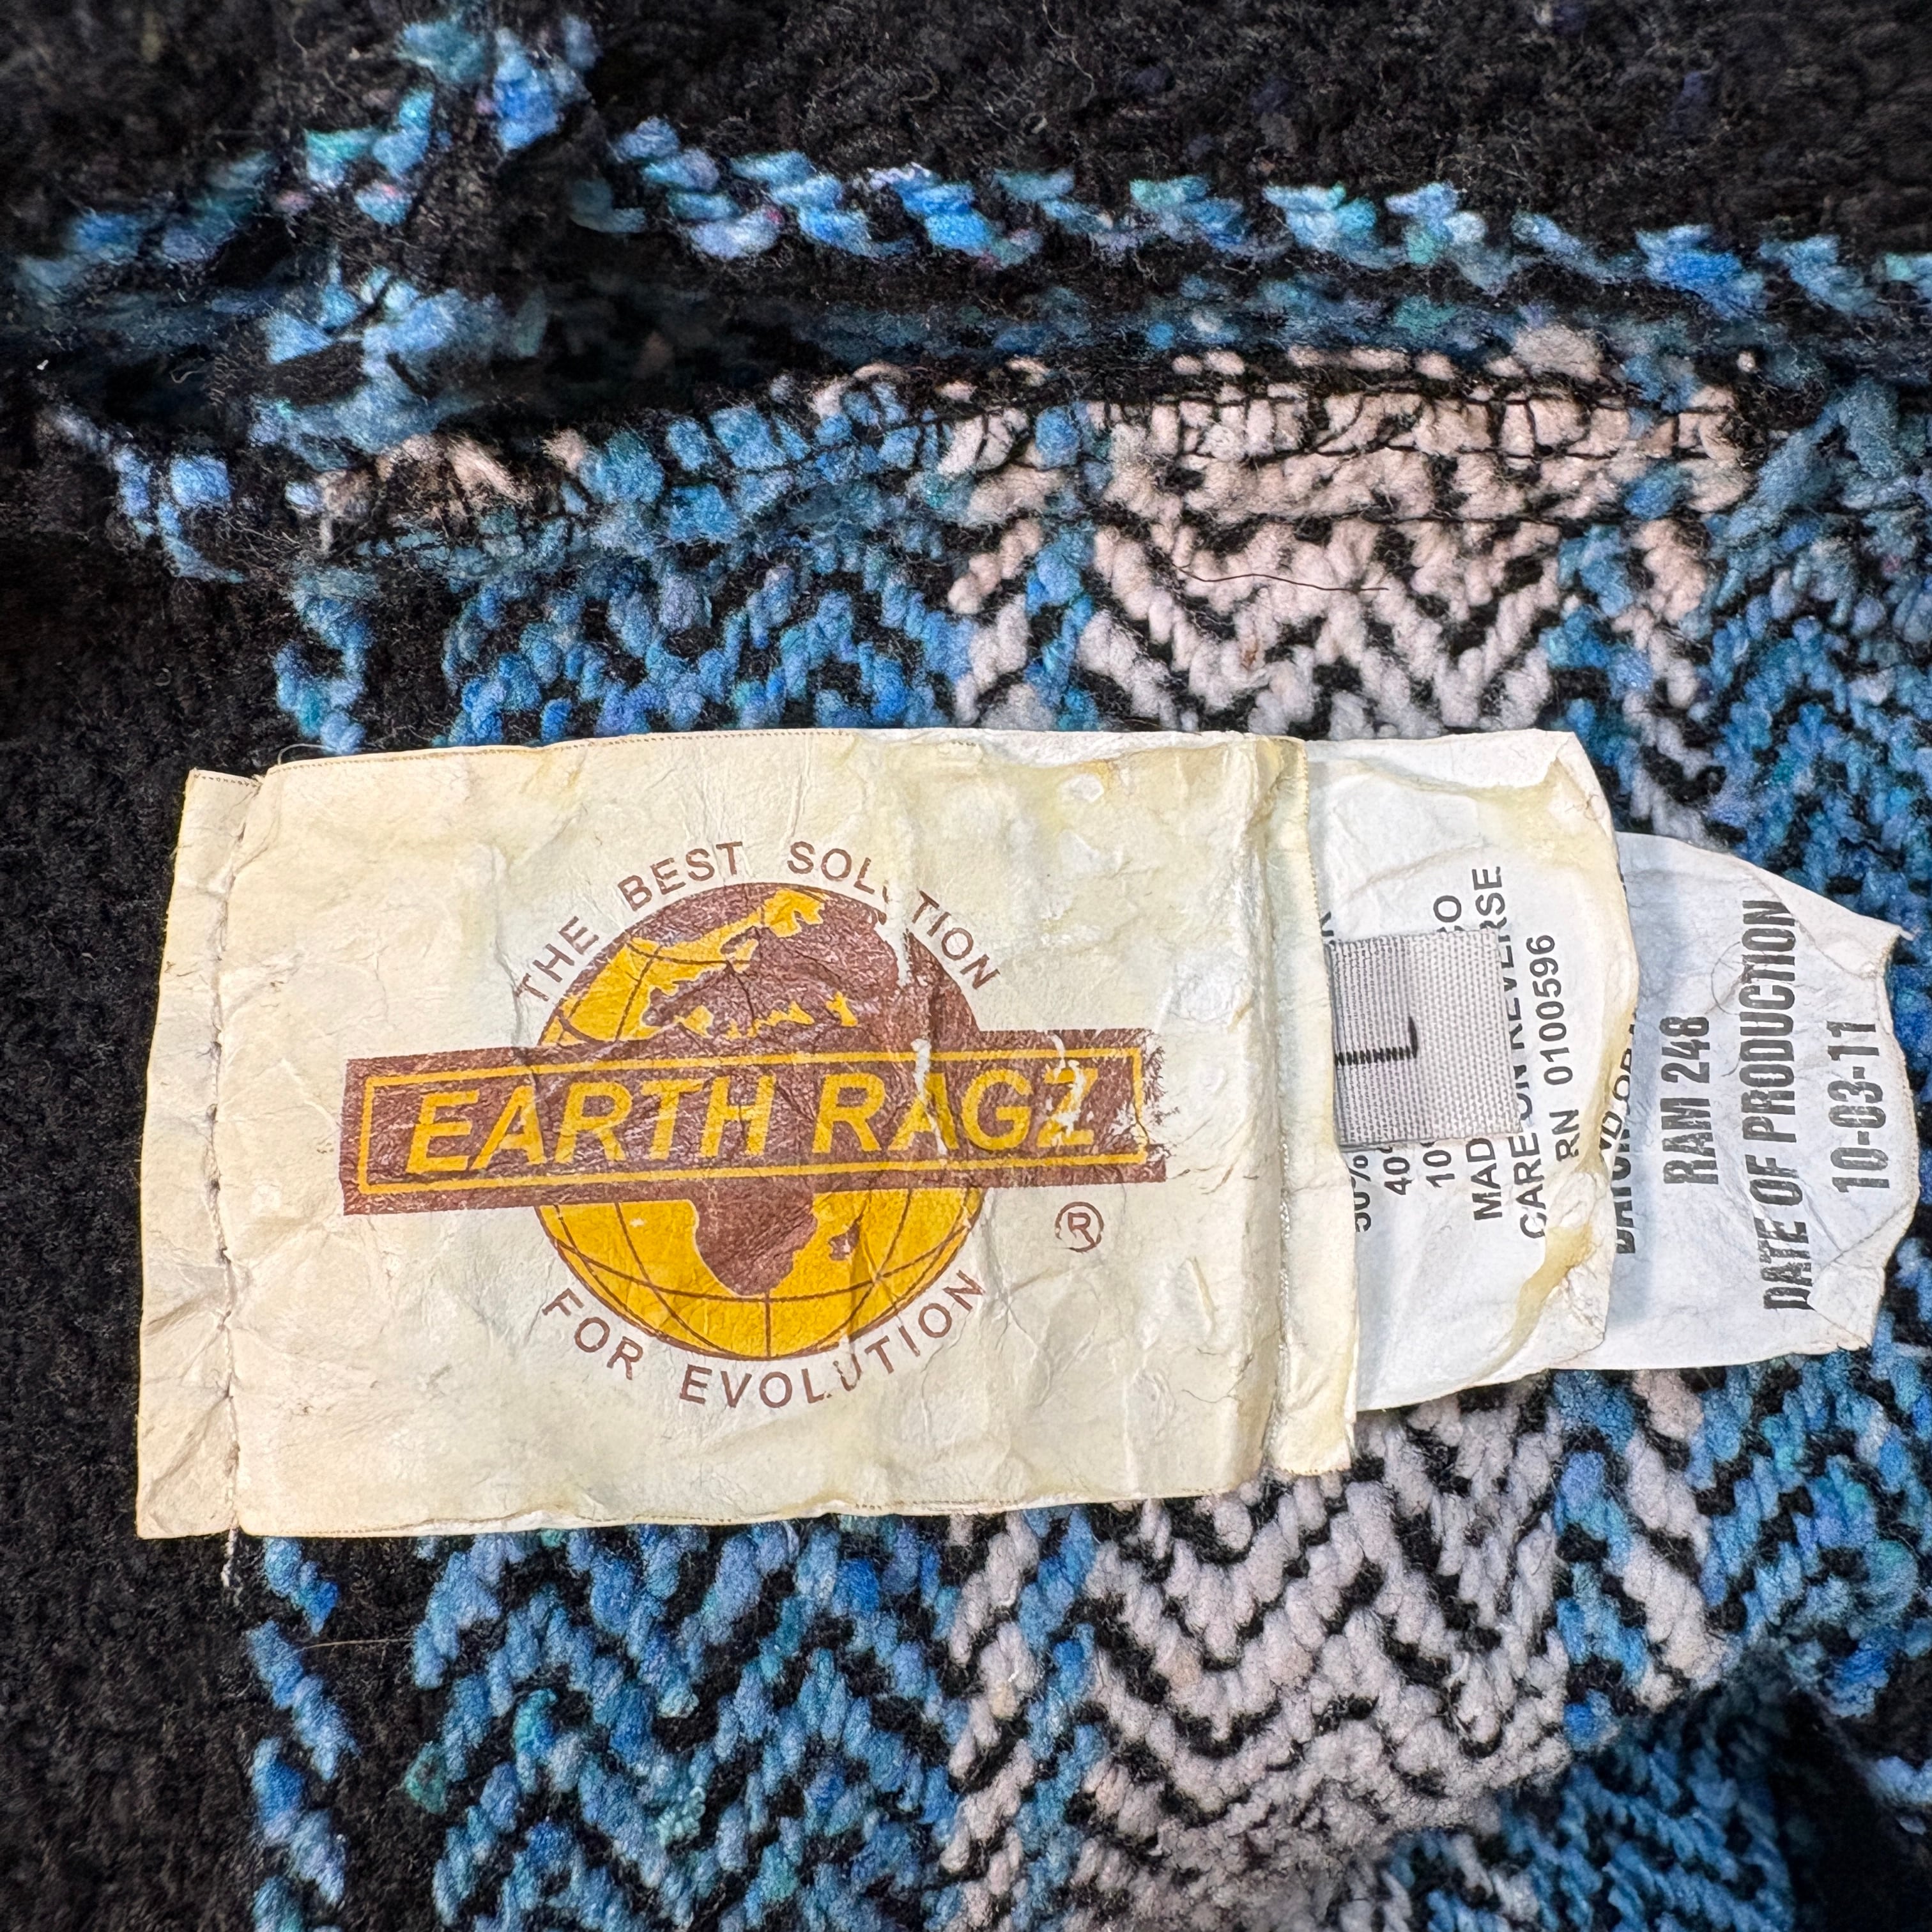 THE BEST SOLUTION
EARTH RAGZ
®
FOR EVOLUTION
L
50%
CARE ON REVERSE
RN 0100596
RAM 248
DATE OF PRODUCTION
10-03-11